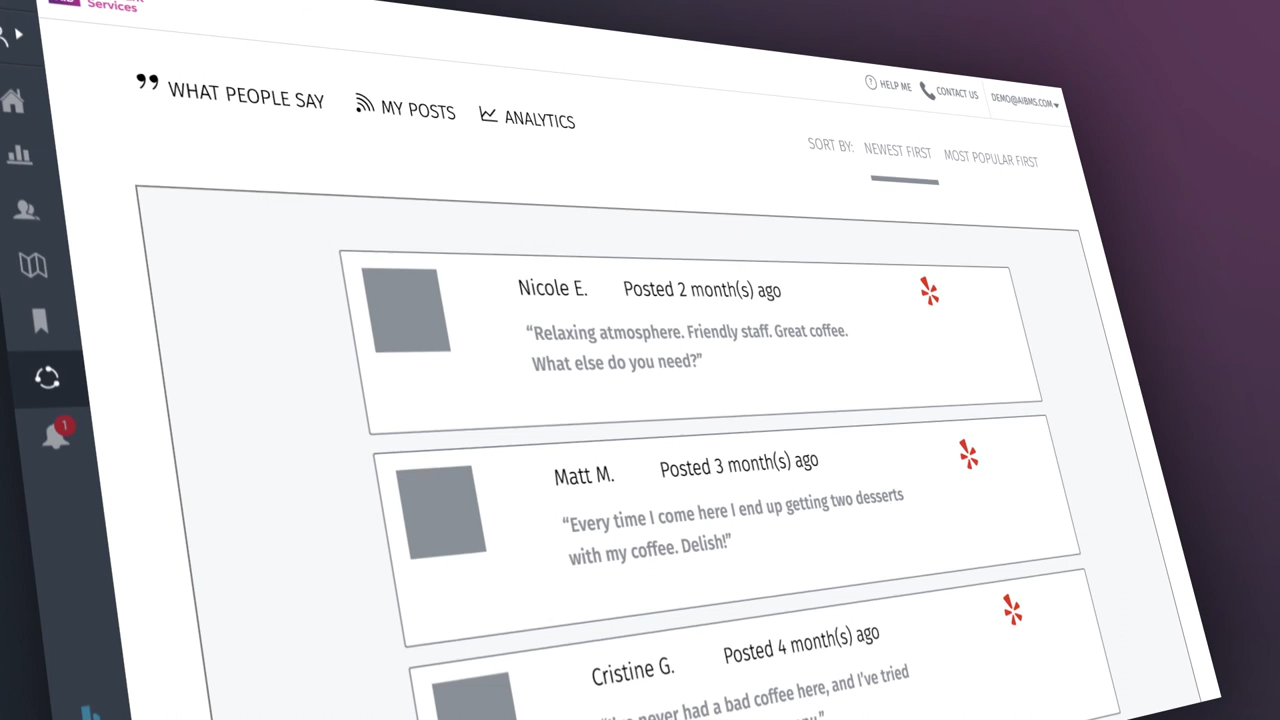 Services
HELP ME
CONTACT US
DEMO@AIBMS.COM
WHAT PEOPLE SAY
MY POSTS
ANALYTICS
SORT BY: NEWEST FIRST MOST POPULAR FIRST
Nicole E. Posted 2 month(s) ago
“Relaxing atmosphere. Friendly staff. Great coffee.
What else do you need?”
1
Matt M. Posted 3 month(s) ago
“Every time I come here I end up getting two desserts
with my coffee. Delish!”
Cristine G. Posted 4 month(s) ago
never had a bad coffee here, and I've tried